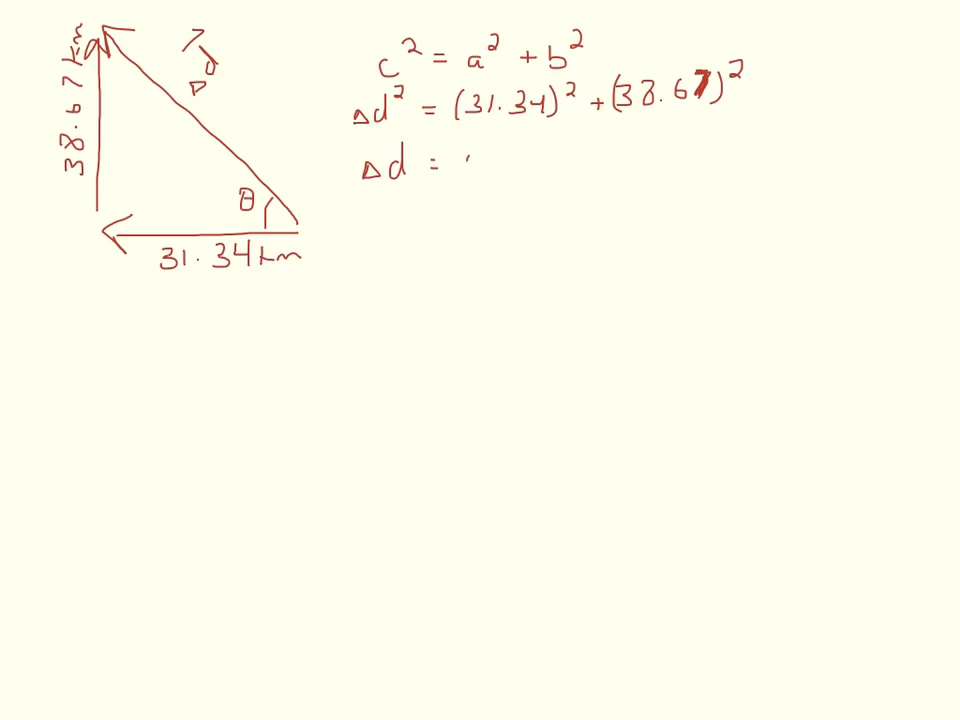 38.67 km
Δd
θ
31.34 km
c² = a² + b²
Δd² = (31.34)² + (38.67)²
Δd =